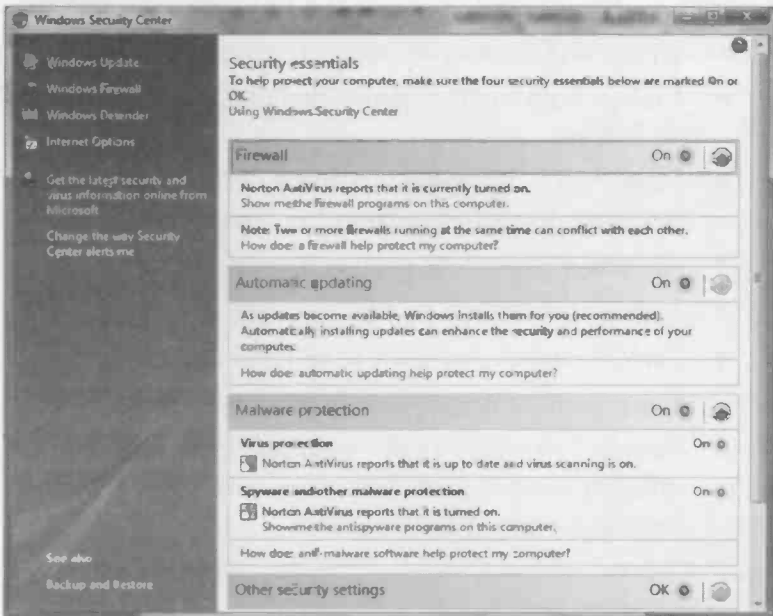 Windows Security Center
Windows Update
Windows Firewall
Windows Defender
Internet Options
Get the latest security and
virus information online from
Microsoft
Change the way Security
Center alerts me
See also
Backup and Restore
Security essentials
To help protect your computer, make sure the four security essentials below are marked On or
OK.
Using Windows Security Center
Firewall On
Norton AntiVirus reports that it is currently turned on.
Show me the firewall programs on this computer.
Note: Two or more firewalls running at the same time can conflict with each other.
How does a firewall help protect my computer?
Automatic updating On
As updates become available, Windows installs them for you (recommended).
Automatically installing updates can enhance the security and performance of your
computer.
How does automatic updating help protect my computer?
Malware protection On
Virus protection On
Norton AntiVirus reports that it is up to date and virus scanning is on.
Spyware and other malware protection On
Norton AntiVirus reports that it is turned on.
Show me the antispyware programs on this computer.
How does anti-malware software help protect my computer?
Other security settings OK